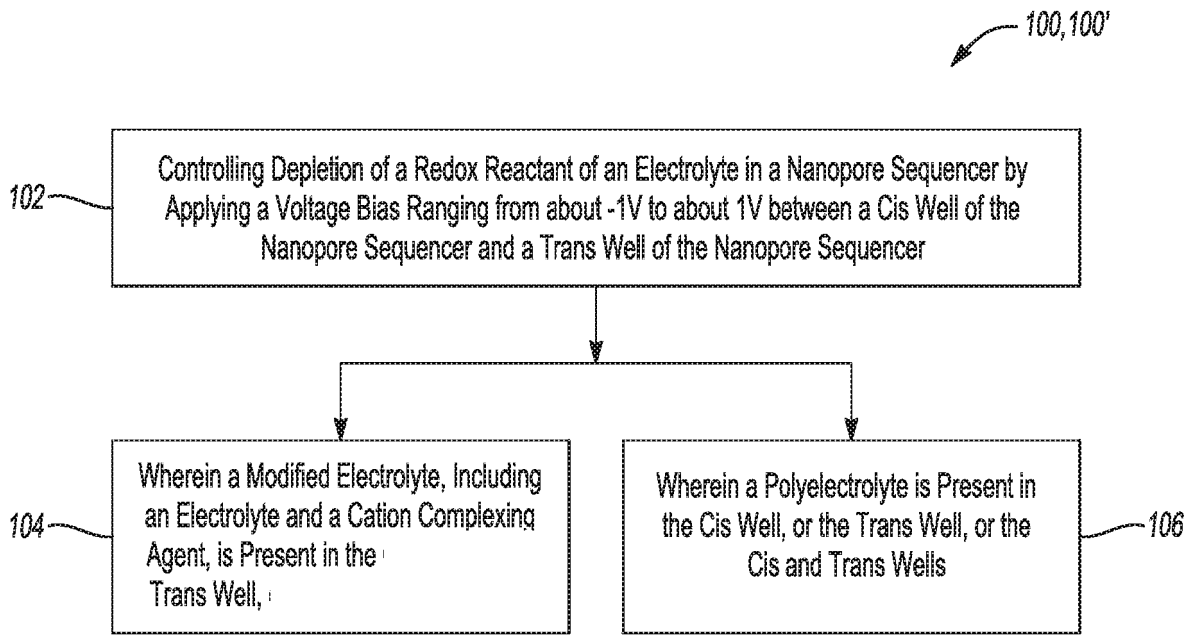 100,100'
102
Controlling Depletion of a Redox Reactant of an Electrolyte in a Nanopore Sequencer by
Applying a Voltage Bias Ranging from about -1V to about 1V between a Cis Well of the
Nanopore Sequencer and a Trans Well of the Nanopore Sequencer
104
Wherein a Modified Electrolyte, Including
an Electrolyte and a Cation Complexing
Agent, is Present in the
Trans Well,
Wherein a Polyelectrolyte is Present in
the Cis Well, or the Trans Well, or the
Cis and Trans Wells
106